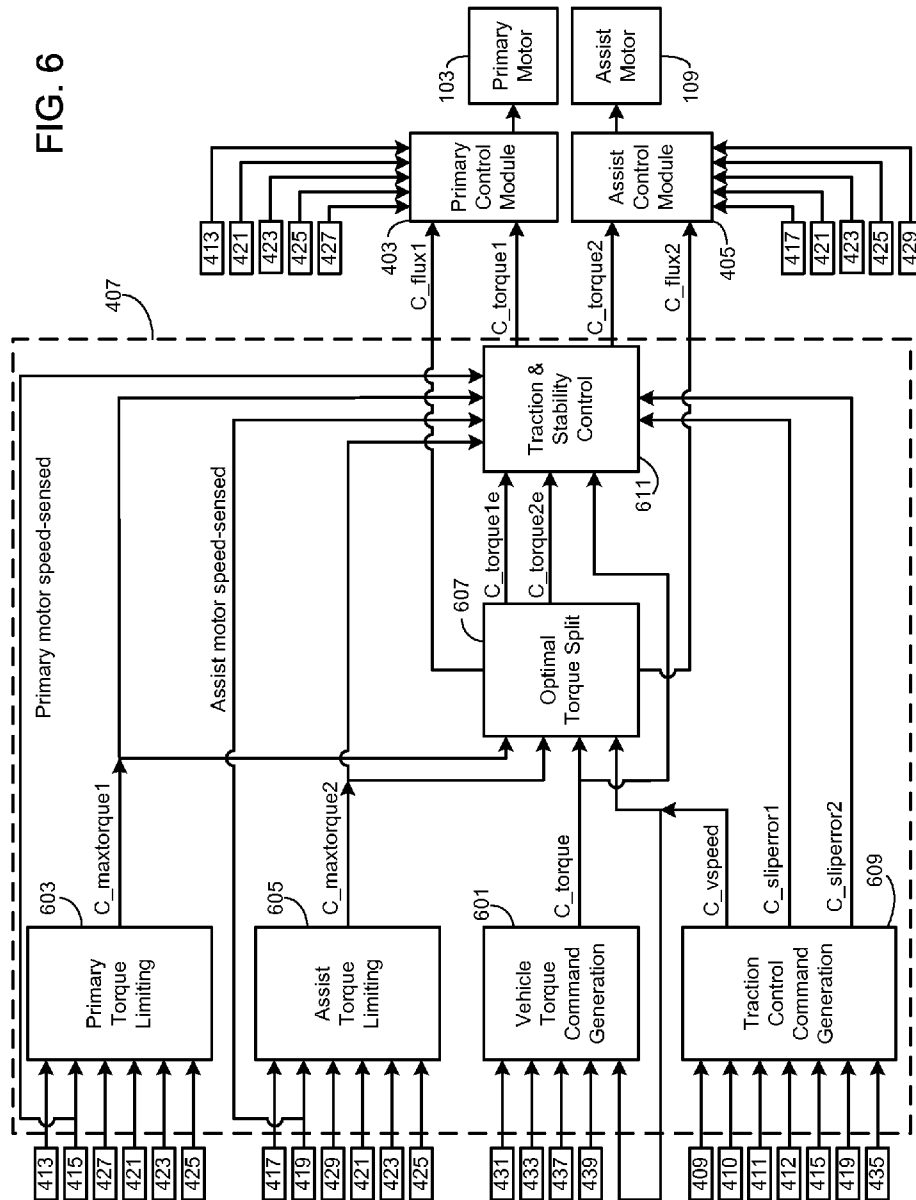 FIG. 6
407
Primary motor speed-sensed
Assist motor speed-sensed
413
415
427
421
423
425
603
Primary
Torque
Limiting
C_maxtorque1
417
419
429
421
423
425
605
Assist
Torque
Limiting
C_maxtorque2
431
433
437
439
601
Vehicle
Torque
Command
Generation
C_torque
409
410
411
412
415
419
435
609
Traction
Control
Command
Generation
C_vspeed
C_sliperror1
C_sliperror2
607
Optimal
Torque Split
C_torque1e
C_torque2e
611
Traction &
Stability
Control
C_flux1
C_torque1
C_torque2
C_flux2
413
421
423
425
427
403
Primary
Control
Module
103
Primary
Motor
405
Assist
Control
Module
109
Assist
Motor
417
421
423
425
429